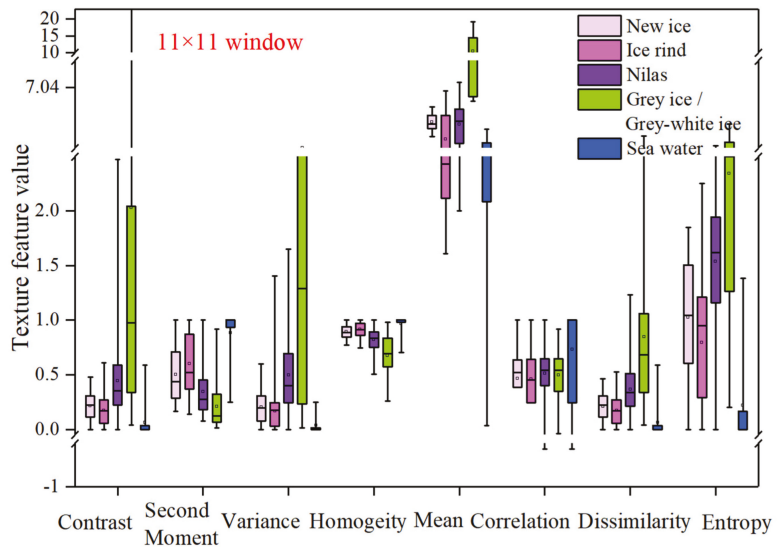 20
15
10
7.04
2.0
1.5
1.0
0.5
0.0
-1
Texture feature value
11×11 window
New ice
Ice rind
Nilas
Grey ice /
Grey-white ice
Sea water
Contrast
Second
Moment
Variance
Homogeity
Mean
Correlation
Dissimilarity
Entropy